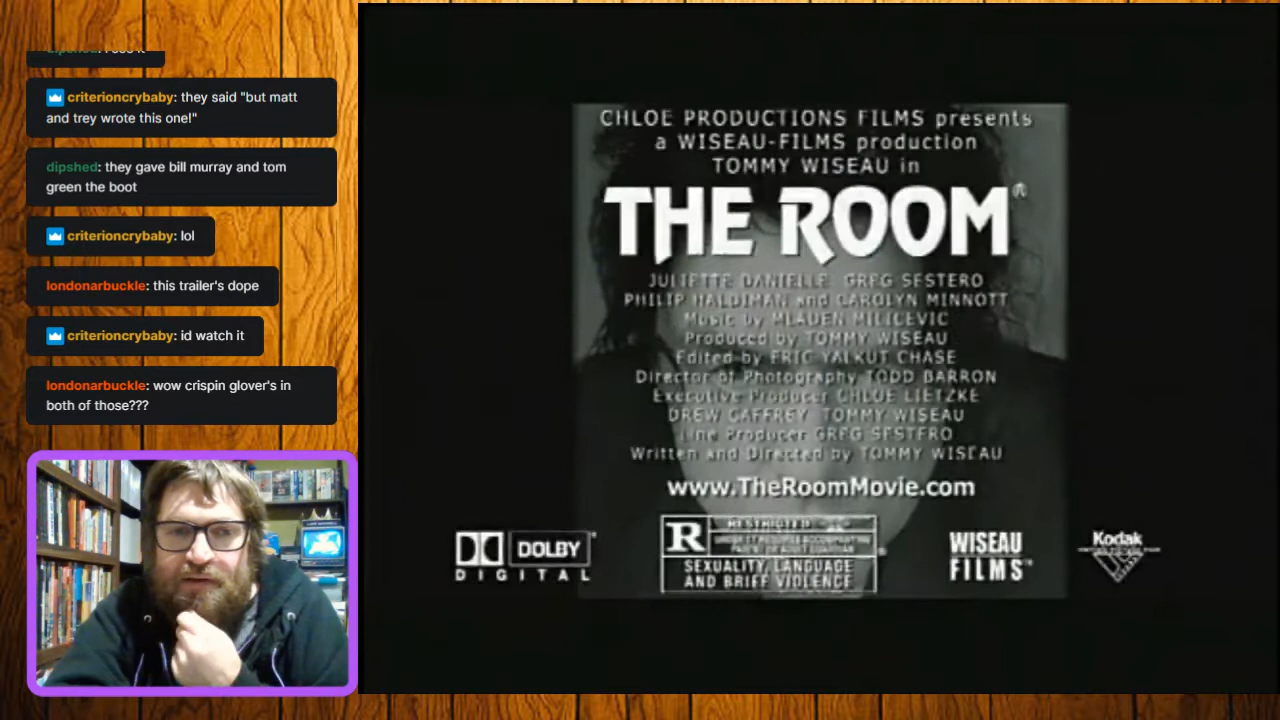 criterioncrybaby: they said "but matt
and trey wrote this one!"
dipshed: they gave bill murray and tom
green the boot
criterioncrybaby: lol
londonarbuckle: this trailer's dope
criterioncrybaby: id watch it
londonarbuckle: wow crispin glover's in
both of those???
CHLOE PRODUCTIONS FILMS presents
a WISEAU-FILMS production
TOMMY WISEAU in
THE ROOM®
JULIETTE DANIELLE GREG SESTERO
PHILIP HALDIMAN and CAROLYN MINNOTT
Music by MLADEN MILICEVIC
Produced by TOMMY WISEAU
Edited by ERIC YALKUT CHASE
Director of Photography TODD BARRON
Executive Producer CHLOE LIETZKE
DREW CAFFREY TOMMY WISEAU
Line Producer GREG SESTERO
Written and Directed by TOMMY WISEAU
www.TheRoomMovie.com
DOLBY
DIGITAL
R RESTRICTED
SEXUALITY, LANGUAGE
AND BRIEF VIOLENCE
WISEAU
FILMS™
Kodak